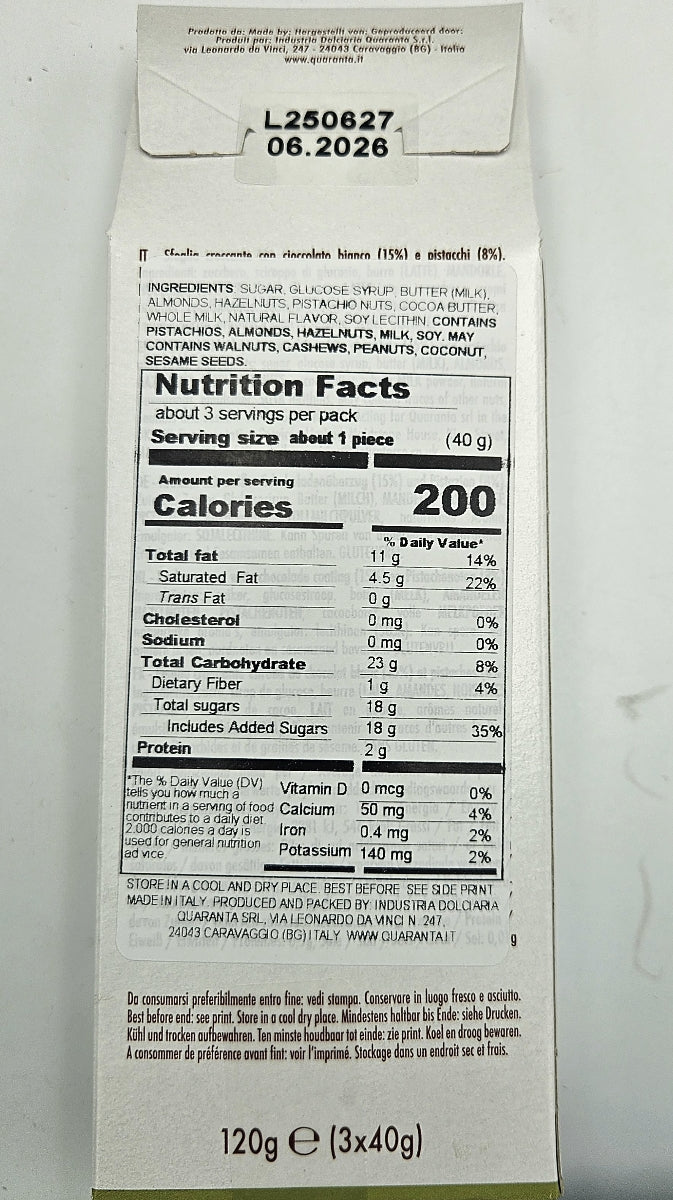 Prodotto da: Made by: Hergestellt von: Geproduceerd door:
Produit par: Industria Dolciaria Quaranta S.r.l.
via Leonardo da Vinci, 247 - 24043 Caravaggio (BG) - Italia
www.quaranta.it
L250627
06.2026
IT Sfoglia croccante con cioccolato bianco (15%) e pistacchi (8%).
INGREDIENTS: SUGAR, GLUCOSE SYRUP, BUTTER (MILK),
ALMONDS, HAZELNUTS, PISTACHIO NUTS, COCOA BUTTER,
WHOLE MILK, NATURAL FLAVOR, SOY LECITHIN. CONTAINS
PISTACHIOS, ALMONDS, HAZELNUTS, MILK, SOY. MAY
CONTAINS WALNUTS, CASHEWS, PEANUTS, COCONUT,
SESAME SEEDS.
Nutrition Facts
about 3 servings per pack
Serving size about 1 piece (40 g)
Amount per serving
Calories 200
% Daily Value*
Total fat 11 g 14%
Saturated Fat 4.5 g 22%
Trans Fat 0 g
Cholesterol 0 mg 0%
Sodium 0 mg 0%
Total Carbohydrate 23 g 8%
Dietary Fiber 1 g 4%
Total sugars 18 g
Includes Added Sugars 18 g 35%
Protein 2 g
*The % Daily Value (DV)
tells you how much a
nutrient in a serving of food
contributes to a daily diet.
2.000 calories a day is
used for general nutrition
advice.
Vitamin D 0 mcg 0%
Calcium 50 mg 4%
Iron 0.4 mg 2%
Potassium 140 mg 2%
STORE IN A COOL AND DRY PLACE. BEST BEFORE SEE SIDE PRINT
MADE IN ITALY. PRODUCED AND PACKED BY: INDUSTRIA DOLCIARIA
QUARANTA SRL, VIA LEONARDO DA VINCI N. 247,
24043 CARAVAGGIO (BG) ITALY WWW.QUARANTA.IT
g
Da consumarsi preferibilmente entro fine: vedi stampa. Conservare in luogo fresco e asciutto.
Best before end: see print. Store in a cool dry place. Mindestens haltbar bis Ende: siehe Drucken.
Kühl und trocken aufbewahren. Ten minste houdbaar tot einde: zie print. Koel en droog bewaren.
A consommer de préférence avant fint: voir l'imprimé. Stockage dans un endroit sec et frais.
120g ℮ (3x40g)